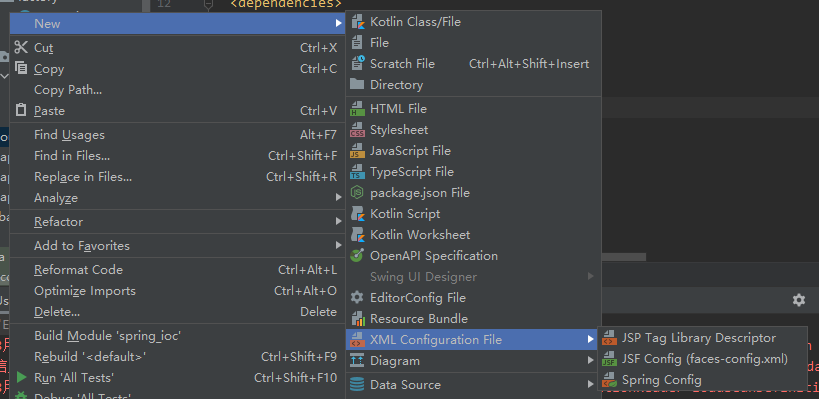 12
<dependencies>
New
Cut Ctrl+X
Copy Ctrl+C
Copy Path...
Paste Ctrl+V
Find Usages Alt+F7
Find in Files... Ctrl+Shift+F
Replace in Files... Ctrl+Shift+R
Analyze
Refactor
Add to Favorites
Reformat Code Ctrl+Alt+L
Optimize Imports Ctrl+Alt+O
Delete... Delete
Build Module 'spring_ioc'
Rebuild '<default>' Ctrl+Shift+F9
Run 'All Tests' Ctrl+Shift+F10
Debug 'All Tests'
Kotlin Class/File
File
Scratch File Ctrl+Alt+Shift+Insert
Directory
HTML File
Stylesheet
JavaScript File
TypeScript File
package.json File
Kotlin Script
Kotlin Worksheet
OpenAPI Specification
Swing UI Designer
EditorConfig File
Resource Bundle
XML Configuration File
Diagram
Data Source
JSP Tag Library Descriptor
JSF Config (faces-config.xml)
Spring Config